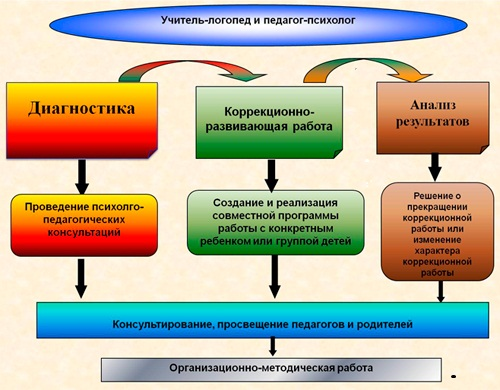 Учитель-логопед и педагог-психолог
Диагностика
Коррекционно-
развивающая работа
Анализ
результатов
Проведение психолго-
педагогических
консультаций
Создание и реализация
совместной программы
работы с конкретным
ребенком или группой детей
Решение о
прекращении
коррекционной
работы или
изменение
характера
коррекционной
работы
Консультирование, просвещение педагогов и родителей
Организационно-методическая работа